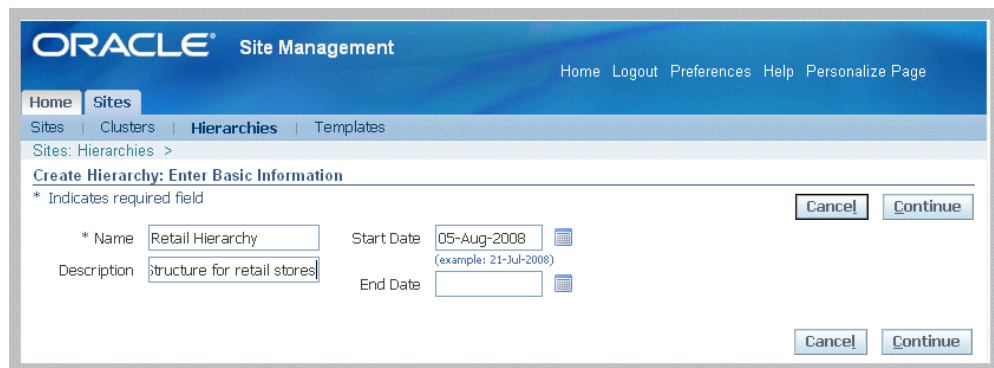 ORACLE® Site Management
Home Logout Preferences Help Personalize Page
Home Sites
Sites | Clusters | Hierarchies | Templates
Sites: Hierarchies >
Create Hierarchy: Enter Basic Information
* Indicates required field
Cancel Continue
* Name Retail Hierarchy Start Date 05-Aug-2008
(example: 21-Jul-2008)
Description Structure for retail stores
End Date
Cancel Continue